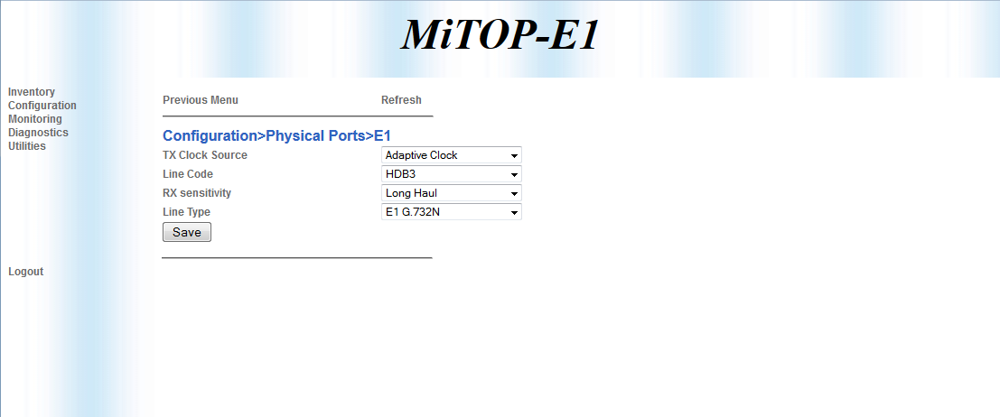 MiTOP-E1
Inventory
Configuration
Monitoring
Diagnostics
Utilities
Logout
Previous Menu Refresh
Configuration>Physical Ports>E1
TX Clock Source Adaptive Clock
Line Code HDB3
RX sensitivity Long Haul
Line Type E1 G.732N
Save